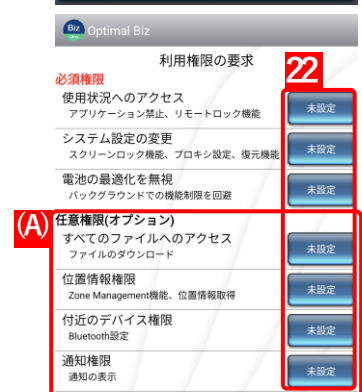 Biz Optimal Biz
利用権限の要求
22
必須権限
使用状況へのアクセス
アプリケーション禁止、リモートロック機能
未設定
システム設定の変更
スクリーンロック機能、プロキシ設定、復元機能
未設定
電池の最適化を無視
バックグラウンドでの機能制限を回避
未設定
(A)
任意権限(オプション)
すべてのファイルへのアクセス
ファイルのダウンロード
未設定
位置情報権限
Zone Management機能、位置情報取得
未設定
付近のデバイス権限
Bluetooth設定
未設定
通知権限
通知の表示
未設定